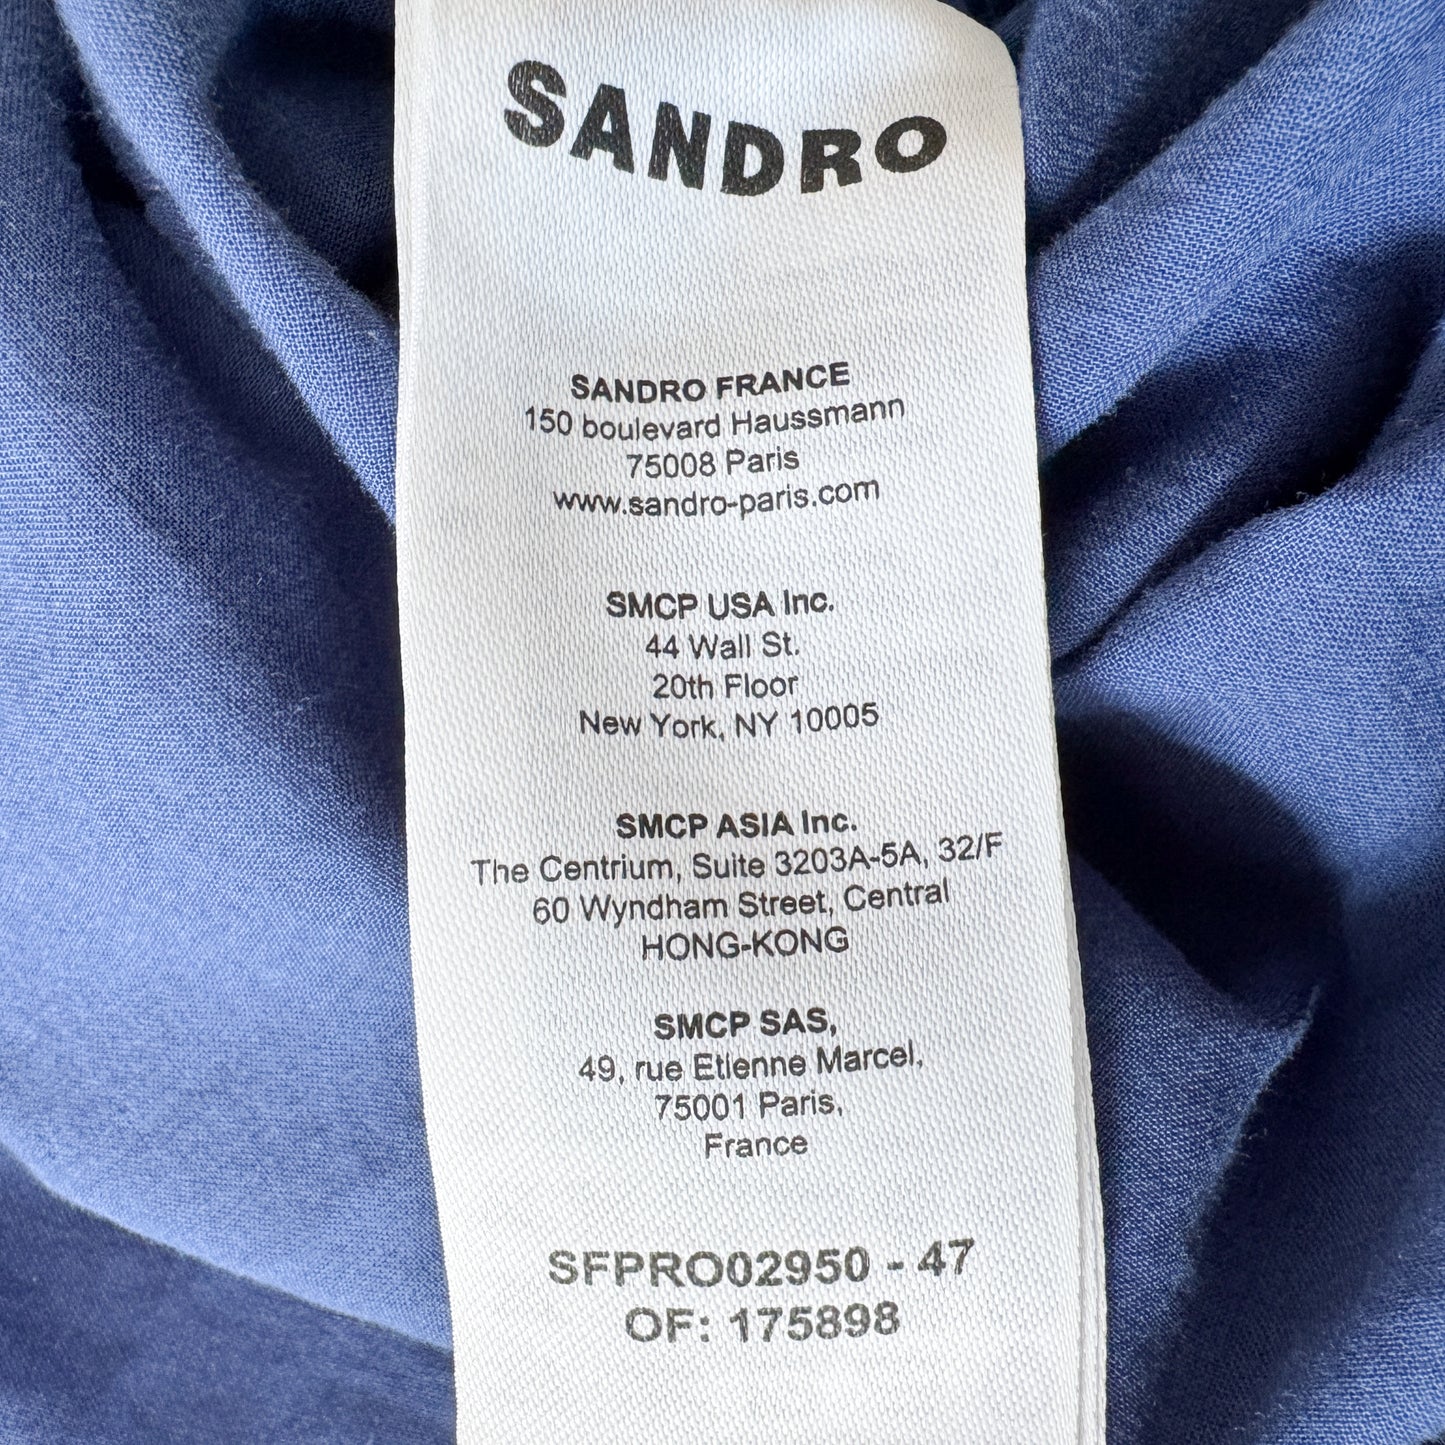 SANDRO
SANDRO FRANCE
150 boulevard Haussmann
75008 Paris
www.sandro-paris.com
SMCP USA Inc.
44 Wall St.
20th Floor
New York, NY 10005
SMCP ASIA Inc.
The Centrium, Suite 3203A-5A, 32/F
60 Wyndham Street, Central
HONG-KONG
SMCP SAS,
49, rue Etienne Marcel,
75001 Paris,
France
SFPRO02950 - 47
OF: 175898